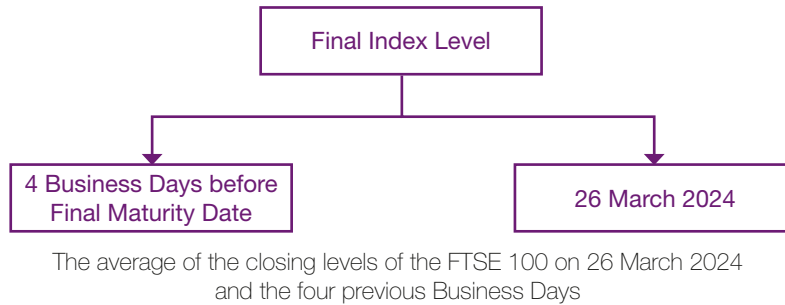 Final Index Level
4 Business Days before
Final Maturity Date
26 March 2024
The average of the closing levels of the FTSE 100 on 26 March 2024
and the four previous Business Days